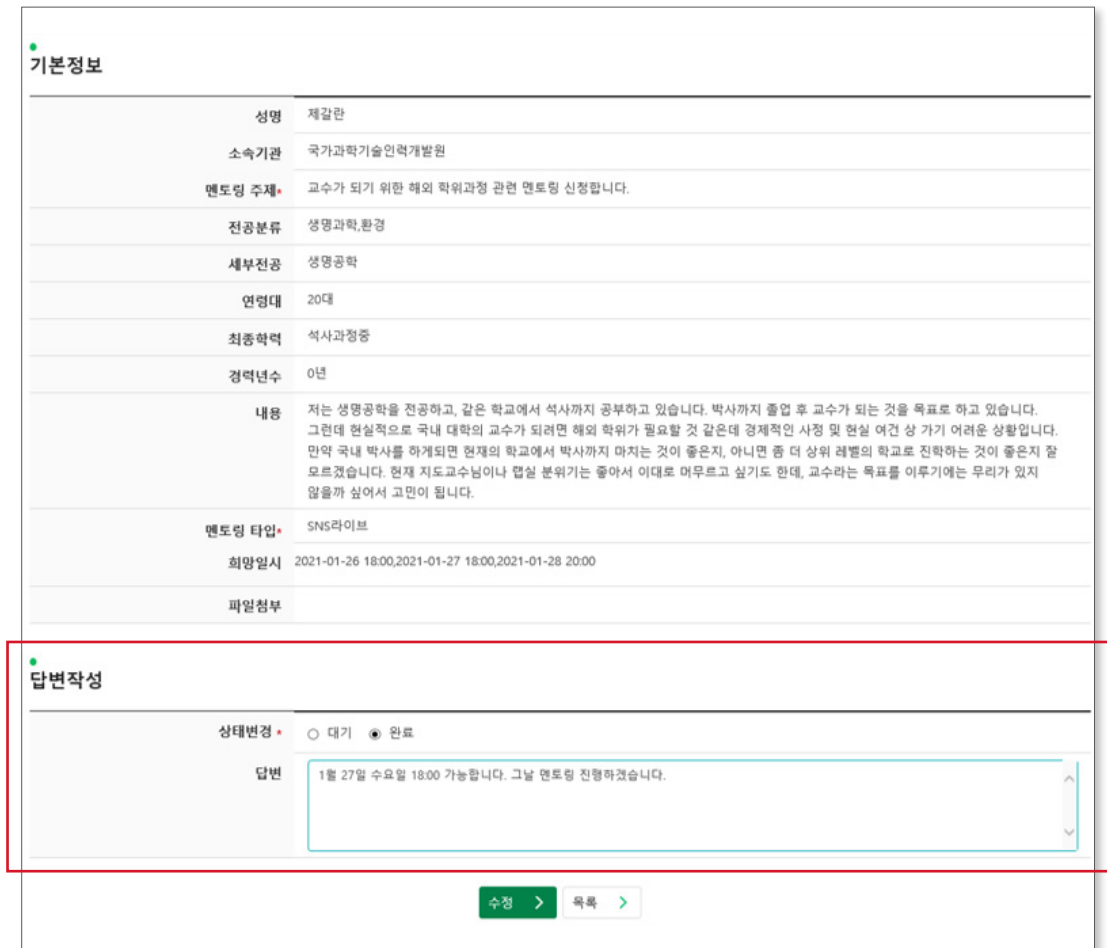 기본정보
성명 제갈란
소속기관 국가과학기술인력개발원
멘토링 주제* 교수가 되기 위한 해외 학위과정 관련 멘토링 신청합니다.
전공분류 생명과학,환경
세부전공 생명공학
연령대 20대
최종학력 석사과정중
경력년수 0년
내용 저는 생명공학을 전공하고, 같은 학교에서 석사까지 공부하고 있습니다. 박사까지 졸업 후 교수가 되는 것을 목표로 하고 있습니다.
그런데 현실적으로 국내 대학의 교수가 되려면 해외 학위가 필요할 것 같은데 경제적인 사정 및 현실 여건 상 가기 어려운 상황입니다.
만약 국내 박사를 하게되면 현재의 학교에서 박사까지 마치는 것이 좋은지, 아니면 좀 더 상위 레벨의 학교로 진학하는 것이 좋은지 잘
모르겠습니다. 현재 지도교수님이나 랩실 분위기는 좋아서 이대로 머무르고 싶기도 한데, 교수라는 목표를 이루기에는 무리가 있지
않을까 싶어서 고민이 됩니다.
멘토링 타입* SNS라이브
희망일시 2021-01-26 18:00,2021-01-27 18:00,2021-01-28 20:00
파일첨부
답변작성
상태변경 * 대기 완료
답변 1월 27일 수요일 18:00 가능합니다. 그날 멘토링 진행하겠습니다.
수정 목록